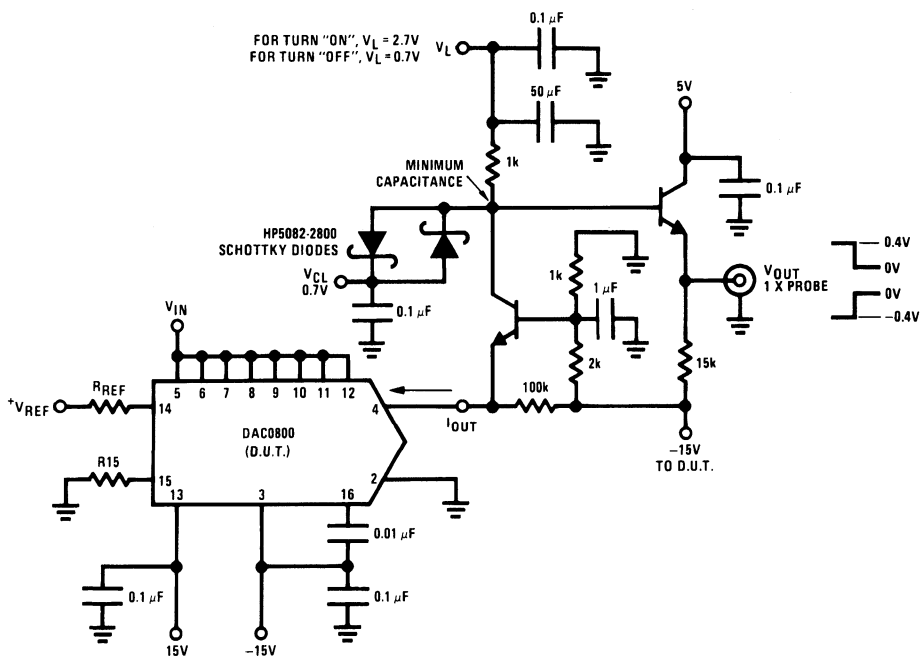 FOR TURN "ON", VL = 2.7V
FOR TURN "OFF", VL = 0.7V
VL
0.1 μF
50 μF
5V
1k
MINIMUM
CAPACITANCE
0.1 μF
HP5082-2800
SCHOTTKY DIODES
VCL
0.7V
0.1 μF
1k
1 μF
2k
0.4V
0V
VOUT
1 X PROBE
0V
−0.4V
15k
VIN
5 6 7 8 9 10 11 12
+VREF
RREF
14
DAC0800
(D.U.T.)
4
IOUT
100k
−15V
TO D.U.T.
R15
15
2
13
3
16
0.01 μF
0.1 μF
0.1 μF
15V
−15V